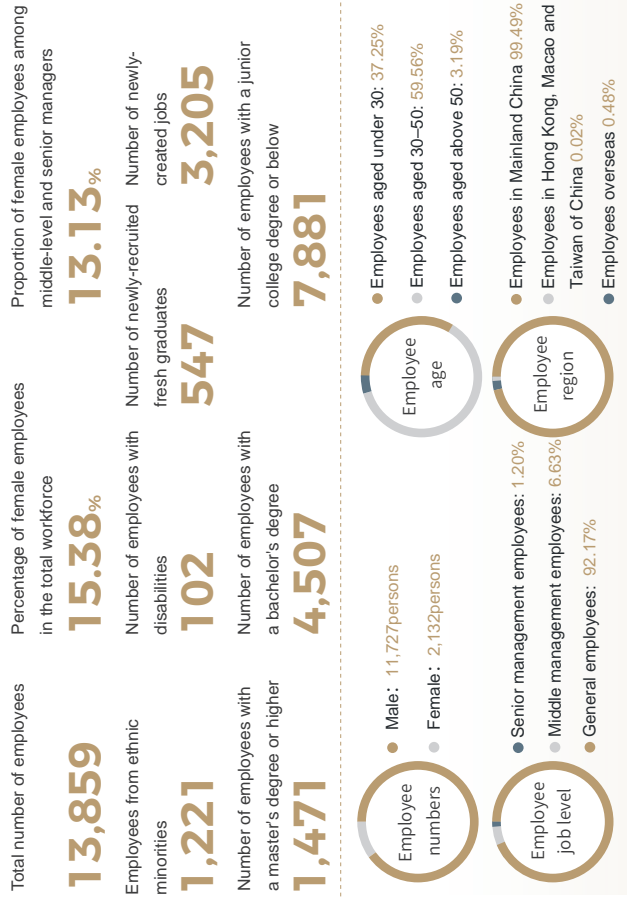 Total number of employees
13,859
Percentage of female employees
in the total workforce
15.38%
Proportion of female employees among
middle-level and senior managers
13.13%
Employees from ethnic
minorities
1,221
Number of employees with
disabilities
102
Number of newly-recruited
fresh graduates
547
Number of newly-
created jobs
3,205
Number of employees with
a master's degree or higher
1,471
Number of employees with
a bachelor's degree
4,507
Number of employees with a junior
college degree or below
7,881
Employee
numbers
Male: 11,727persons
Female: 2,132persons
Employee
age
Employees aged under 30: 37.25%
Employees aged 30–50: 59.56%
Employees aged above 50: 3.19%
Employee
job level
Senior management employees: 1.20%
Middle management employees: 6.63%
General employees: 92.17%
Employee
region
Employees in Mainland China 99.49%
Employees in Hong Kong, Macao and
Taiwan of China 0.02%
Employees overseas 0.48%